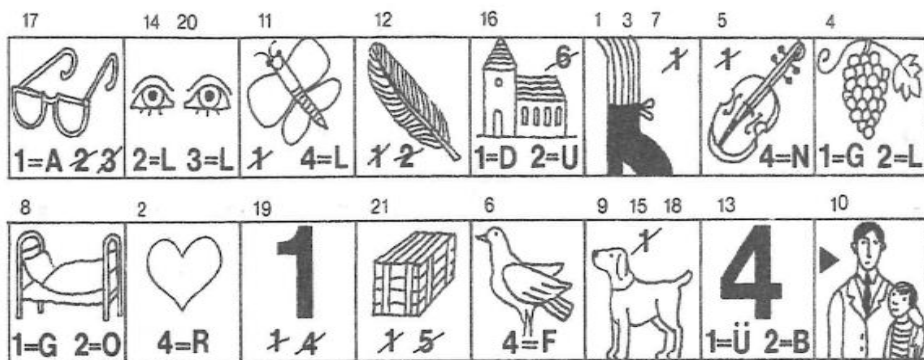 17 14 20 11 12 16 1 3 7 5 4
6 1 1
1=A 2 3 2=L 3=L 1 4=L 1 2 1=D 2=U 4=N 1=G 2=L
8 2 19 21 6 9 15 18 13 10
1 1 4
1=G 2=O 4=R 1 4 1 5 4=F 1=Ü 2=B